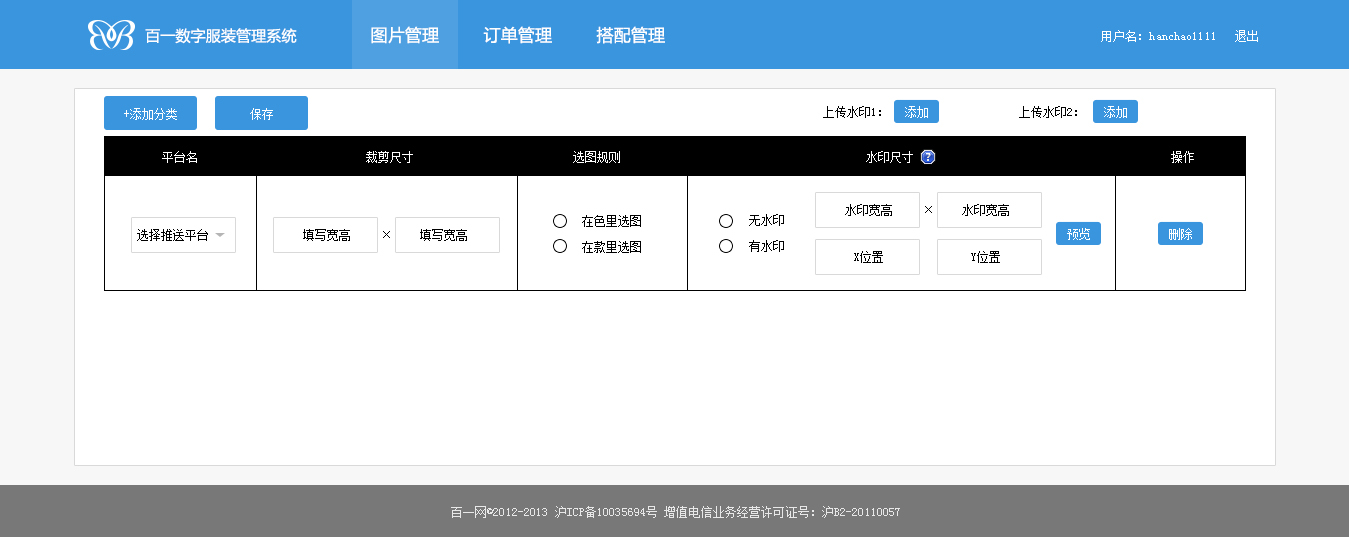 百一数字服装管理系统 图片管理 订单管理 搭配管理 用户名：hanchao1111 退出
+添加分类 保存 上传水印1： 添加 上传水印2： 添加
平台名 裁剪尺寸 选图规则 水印尺寸 ? 操作
选择推送平台 填写宽高 × 填写宽高
在色里选图
在款里选图
无水印
有水印
水印宽高 × 水印宽高
X位置 Y位置
预览
删除
百一网©2012-2013 沪ICP备10035694号 增值电信业务经营许可证号：沪B2-20110057